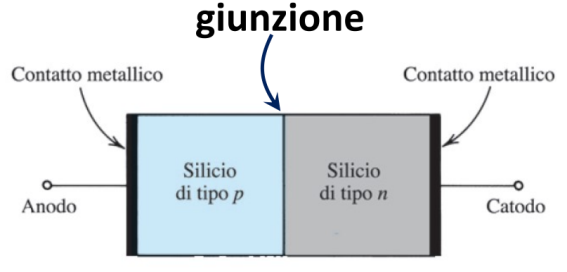 giunzione
Contatto metallico
Contatto metallico
Silicio
di tipo p
Silicio
di tipo n
Anodo
Catodo